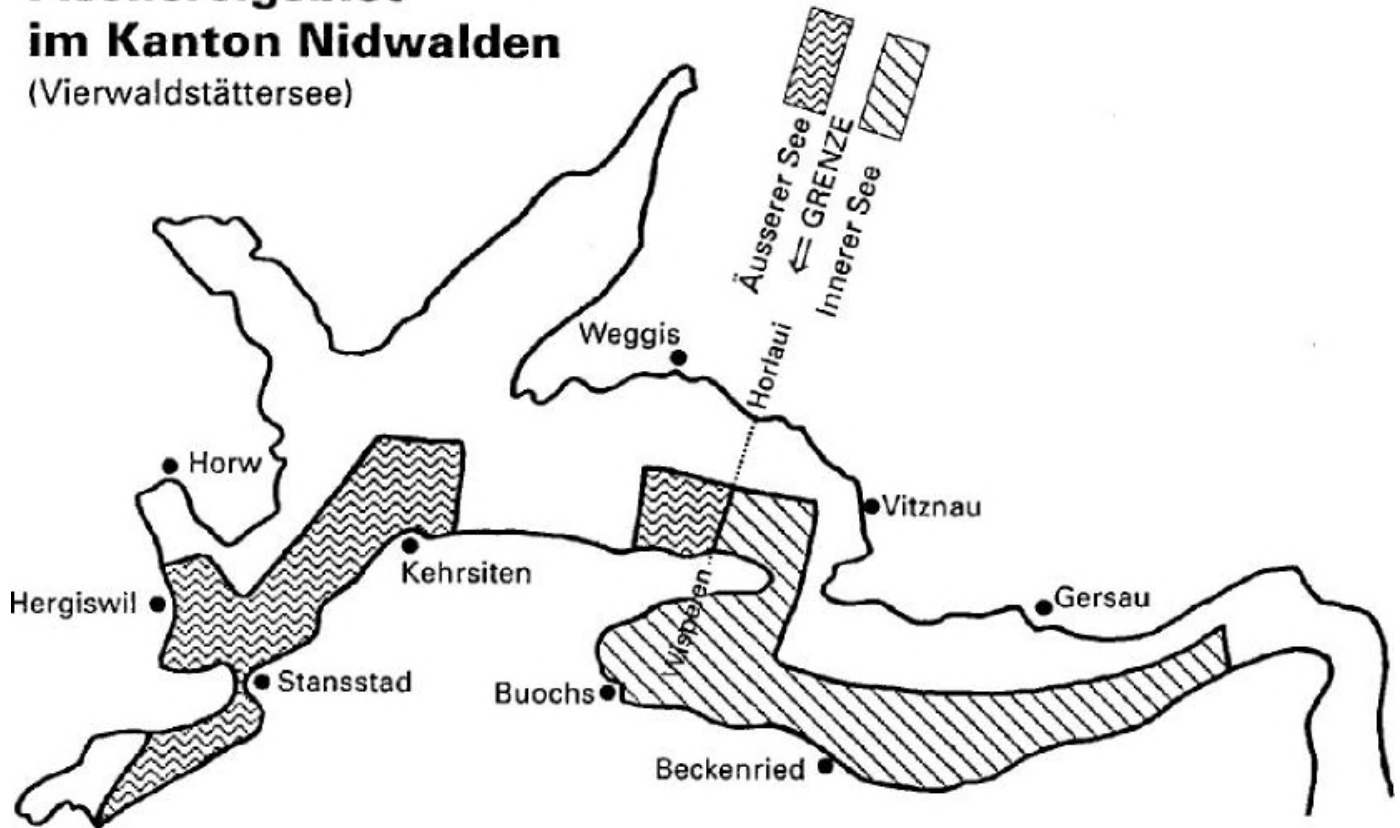 im Kanton Nidwalden
(Vierwaldstättersee)
Äusserer See
⇐ GRENZE
Innerer See
Horlaui
Weggis
Horw
Vitznau
Kehrsiten
Hergiswil
Gersau
Stansstad
Buochs
Beckenried